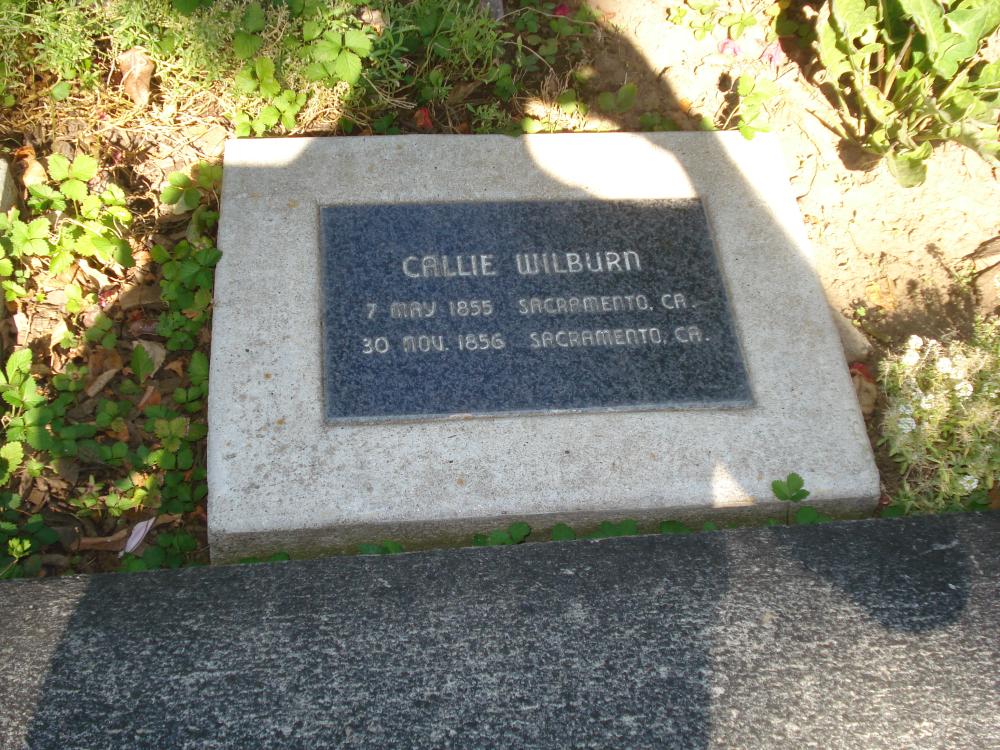 CALLIE WILBURN
7 MAY 1855 SACRAMENTO, CA.
30 NOV. 1856 SACRAMENTO, CA.